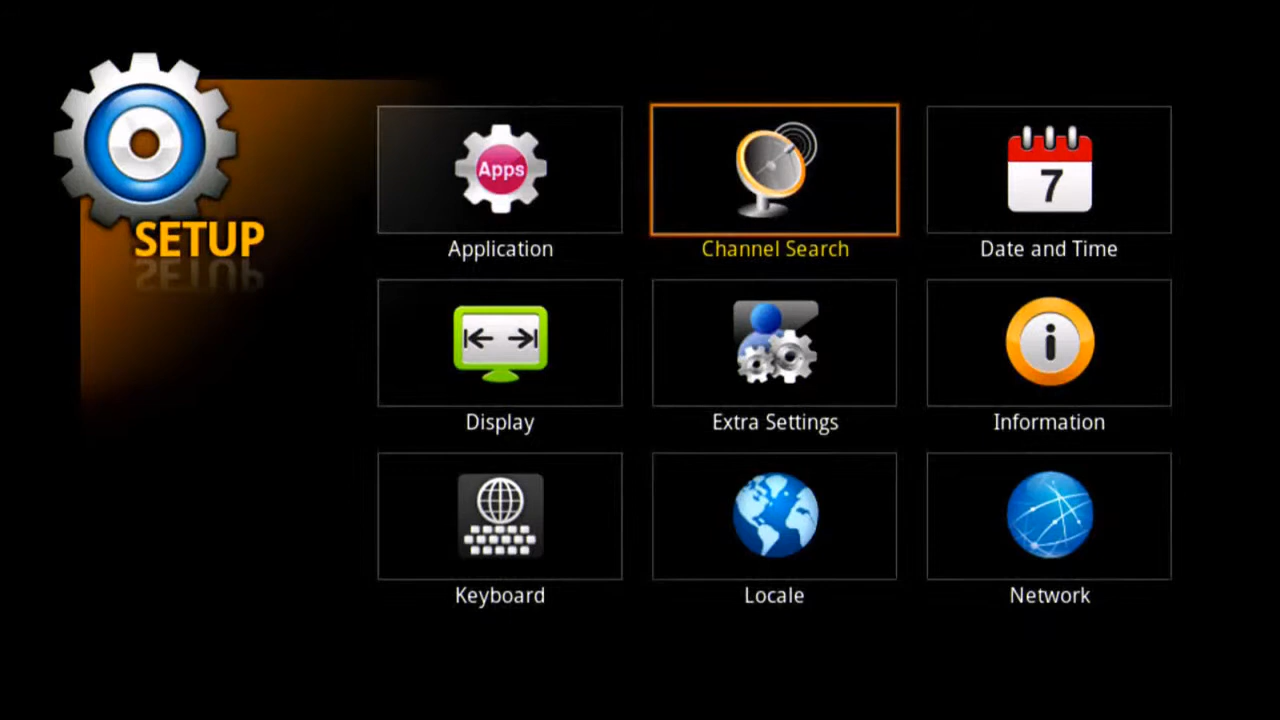 SETUP
Apps
7
Application
Channel Search
Date and Time
i
Display
Extra Settings
Information
Keyboard
Locale
Network